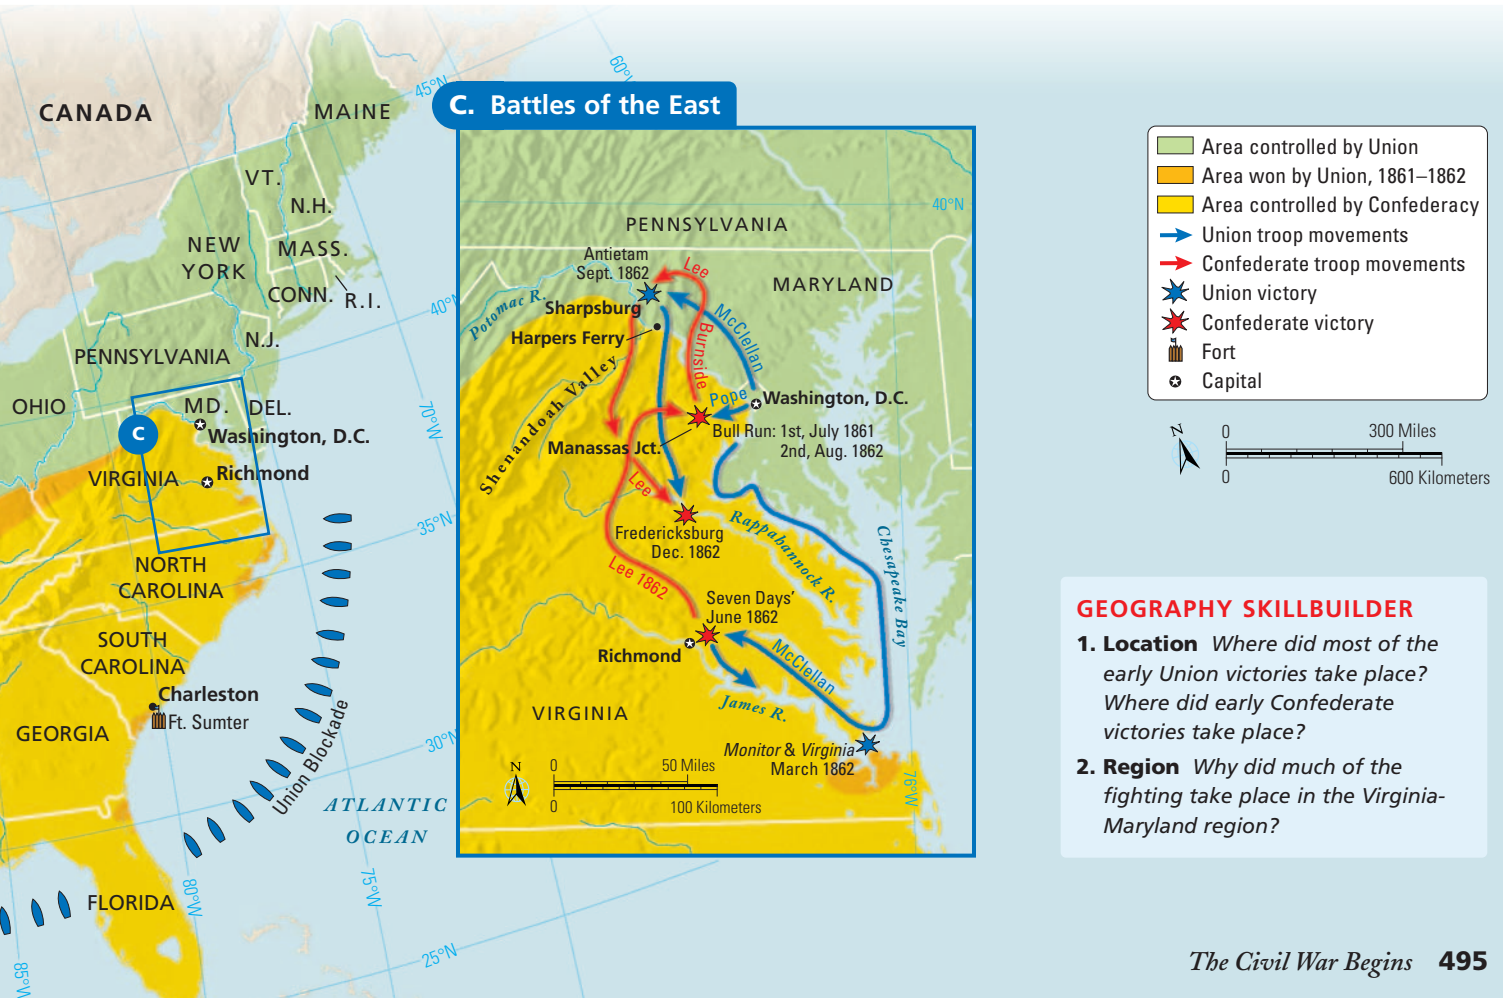 CANADA
MAINE
VT.
N.H.
NEW
YORK
MASS.
CONN.
R.I.
PENNSYLVANIA
N.J.
OHIO
MD.
DEL.
C
Washington, D.C.
VIRGINIA
Richmond
NORTH
CAROLINA
SOUTH
CAROLINA
Charleston
Ft. Sumter
GEORGIA
Union Blockade
ATLANTIC
OCEAN
FLORIDA
45°N
60°W
40°N
70°W
35°N
30°N
75°W
80°W
25°N
85°W
C. Battles of the East
40°N
PENNSYLVANIA
Antietam
Sept. 1862
Lee
MARYLAND
Potomac R.
Sharpsburg
Harpers Ferry
McClellan
Burnside
Shenandoah Valley
Pope
Washington, D.C.
Bull Run: 1st, July 1861
2nd, Aug. 1862
Manassas Jct.
Lee
Fredericksburg
Dec. 1862
Rappahannock R.
Chesapeake Bay
Lee 1862
Seven Days'
June 1862
Richmond
McClellan
James R.
VIRGINIA
Monitor & Virginia
March 1862
76°W
N
0
50 Miles
0
100 Kilometers
Area controlled by Union
Area won by Union, 1861–1862
Area controlled by Confederacy
Union troop movements
Confederate troop movements
Union victory
Confederate victory
Fort
Capital
N
0
300 Miles
0
600 Kilometers
GEOGRAPHY SKILLBUILDER
1. Location Where did most of the
early Union victories take place?
Where did early Confederate
victories take place?
2. Region Why did much of the
fighting take place in the Virginia-
Maryland region?
The Civil War Begins 495